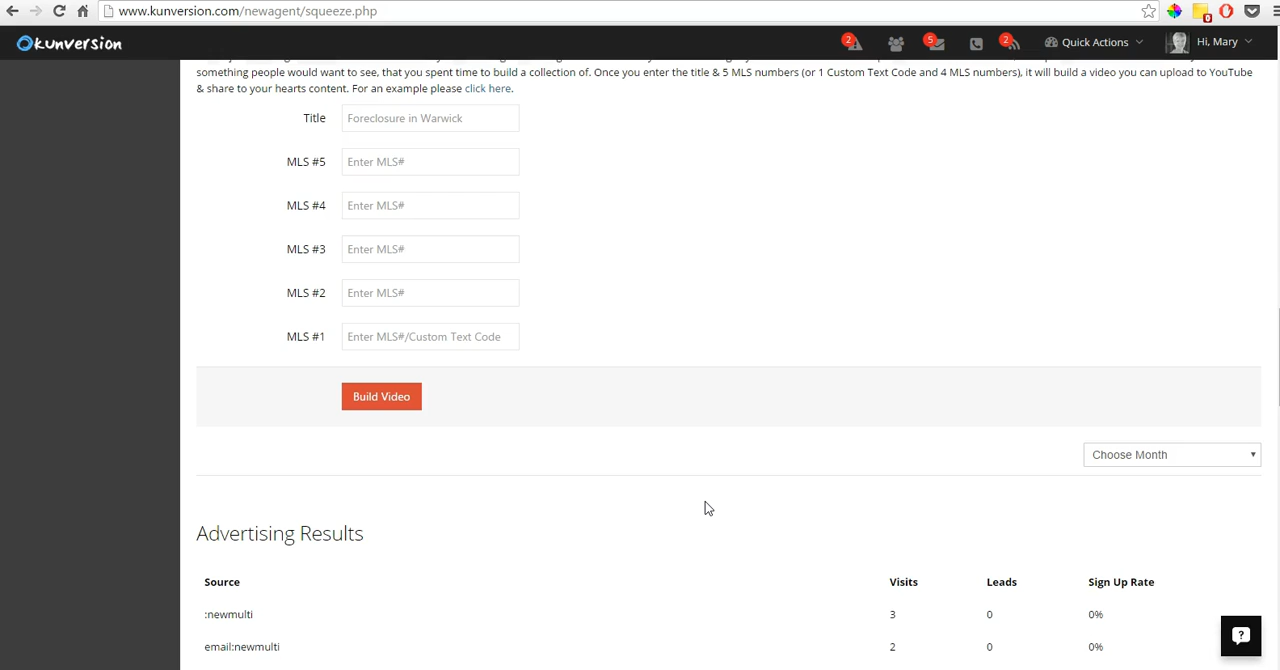 www.kunversion.com/newagent/squeeze.php
0
kunversion
2
5
2
Quick Actions
Hi, Mary
something people would want to see, that you spent time to build a collection of. Once you enter the title & 5 MLS numbers (or 1 Custom Text Code and 4 MLS numbers), it will build a video you can upload to YouTube
& share to your hearts content. For an example please click here.
Title Foreclosure in Warwick
MLS #5 Enter MLS#
MLS #4 Enter MLS#
MLS #3 Enter MLS#
MLS #2 Enter MLS#
MLS #1 Enter MLS#/Custom Text Code
Build Video
Choose Month
Advertising Results
Source Visits Leads Sign Up Rate
:newmulti 3 0 0%
email:newmulti 2 0 0%
?